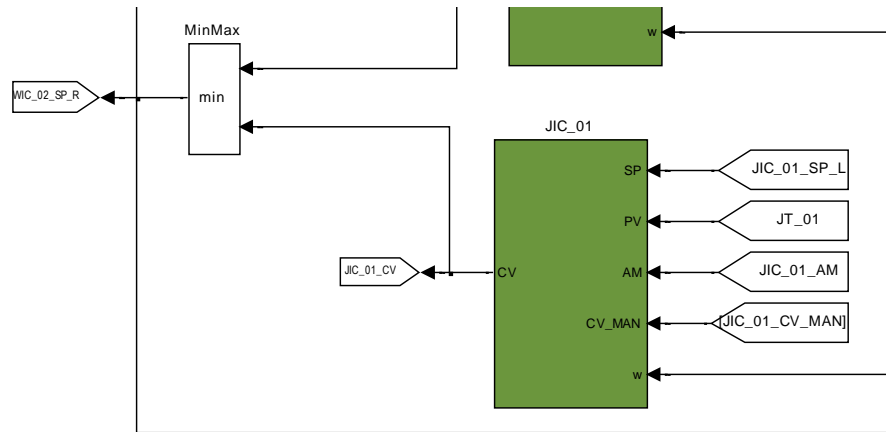 MinMax
w
WIC_02_SP_R
min
JIC_01
SP
JIC_01_SP_L
PV
JT_01
JIC_01_CV
CV
AM
JIC_01_AM
CV_MAN
[JIC_01_CV_MAN]
w